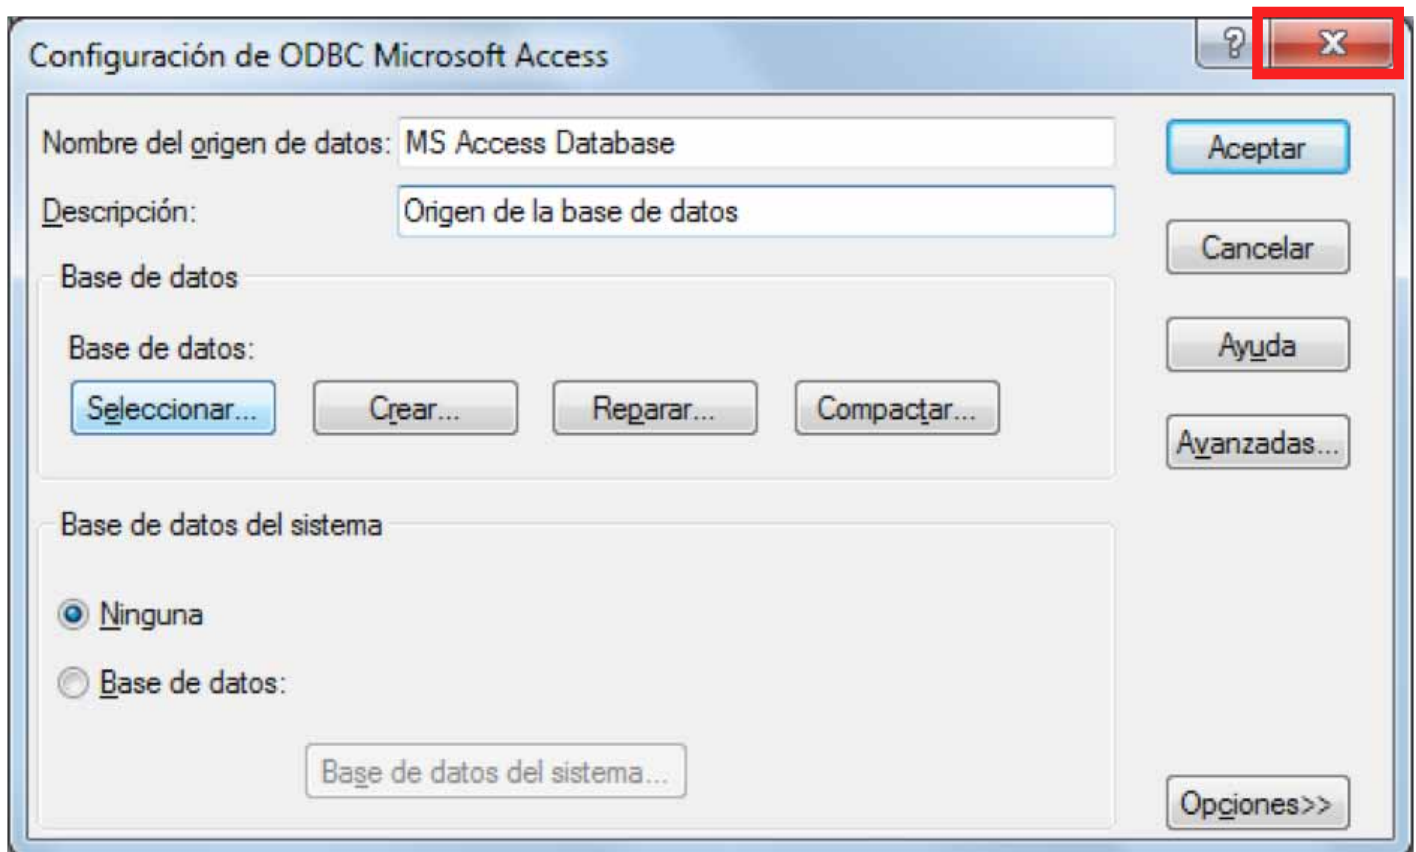 Configuración de ODBC Microsoft Access
Nombre del origen de datos: MS Access Database
Aceptar
Descripción: Origen de la base de datos
Cancelar
Base de datos
Base de datos:
Ayuda
Seleccionar... Crear... Reparar... Compactar...
Avanzadas...
Base de datos del sistema
Ninguna
Base de datos:
Base de datos del sistema...
Opciones>>